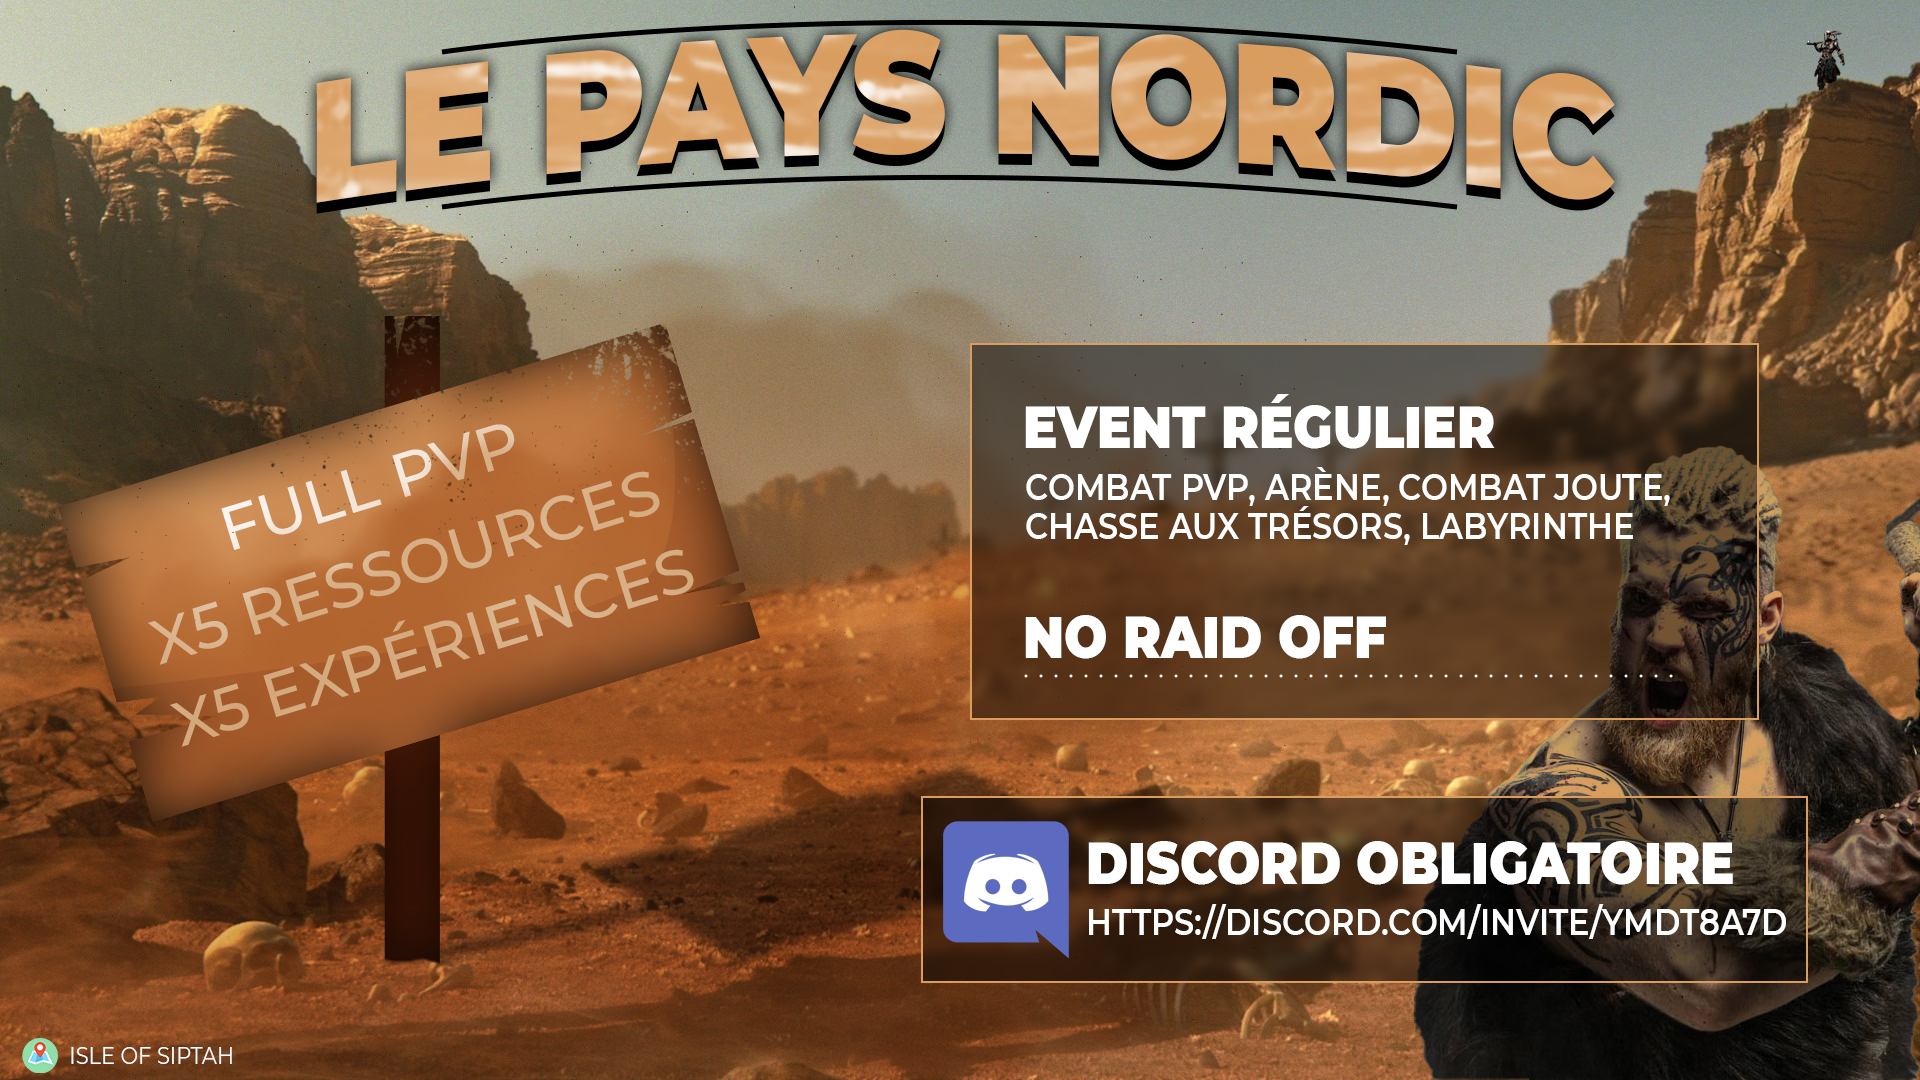 LE PAYS NORDIC
FULL PVP
X5 RESSOURCES
X5 EXPÉRIENCES
EVENT RÉGULIER
COMBAT PVP, ARÈNE, COMBAT JOUTE,
CHASSE AUX TRÉSORS, LABYRINTHE
NO RAID OFF
DISCORD OBLIGATOIRE
HTTPS://DISCORD.COM/INVITE/YMDT8A7D
ISLE OF SIPTAH